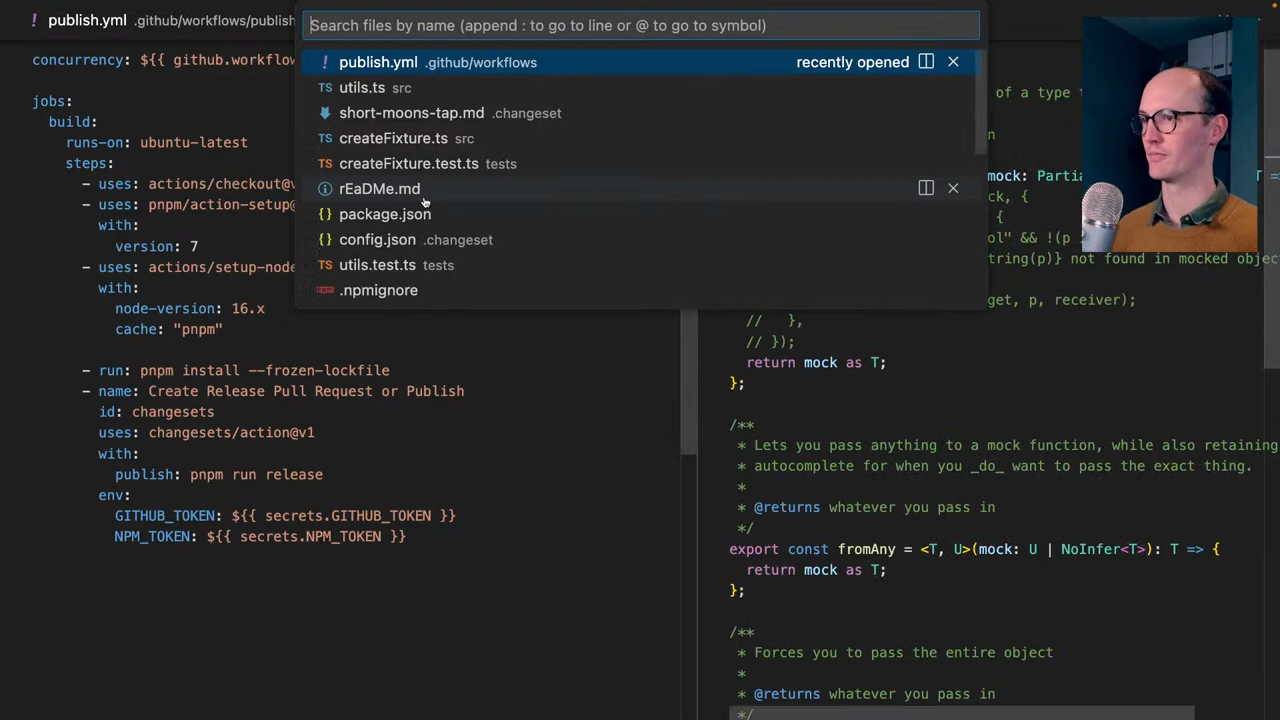 publish.yml .github/workflows/publish
Search files by name (append : to go to line or @ to go to symbol)
publish.yml .github/workflows recently opened
utils.ts src
short-moons-tap.md .changeset
createFixture.ts src
createFixture.test.ts tests
rEaDMe.md
package.json
config.json .changeset
utils.test.ts tests
.npmignore
concurrency: ${{ github.workflow
jobs:
build:
runs-on: ubuntu-latest
steps:
- uses: actions/checkout@v
- uses: pnpm/action-setup@
with:
version: 7
- uses: actions/setup-node
with:
node-version: 16.x
cache: "pnpm"
- run: pnpm install --frozen-lockfile
- name: Create Release Pull Request or Publish
id: changesets
uses: changesets/action@v1
with:
publish: pnpm run release
env:
GITHUB_TOKEN: ${{ secrets.GITHUB_TOKEN }}
NPM_TOKEN: ${{ secrets.NPM_TOKEN }}
of a type t
n
mock: Partia
T =>
k, {
{
ol" && !(p
tring(p)} not found in mocked objec
get, p, receiver);
// },
// });
return mock as T;
};
/**
* Lets you pass anything to a mock function, while also retaining
* autocomplete for when you _do_ want to pass the exact thing.
*
* @returns whatever you pass in
*/
export const fromAny = <T, U>(mock: U | NoInfer<T>): T => {
return mock as T;
};
/**
* Forces you to pass the entire object
*
* @returns whatever you pass in
*/